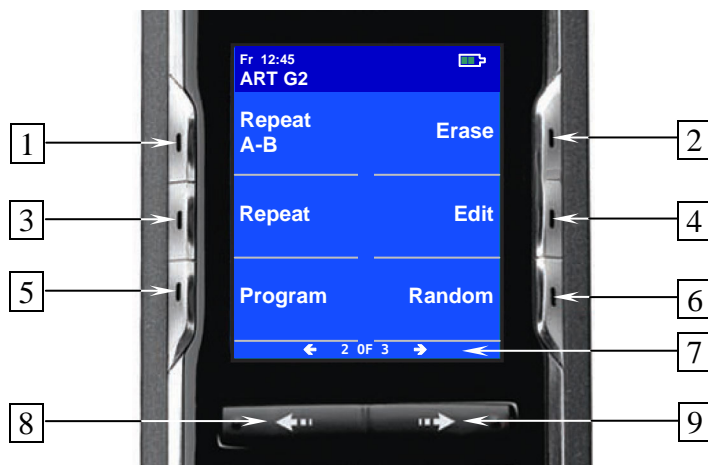 Fr 12:45
ART G2
Repeat
A-B
Erase
Repeat
Edit
Program
Random
2 OF 3
1
2
3
4
5
6
7
8
9